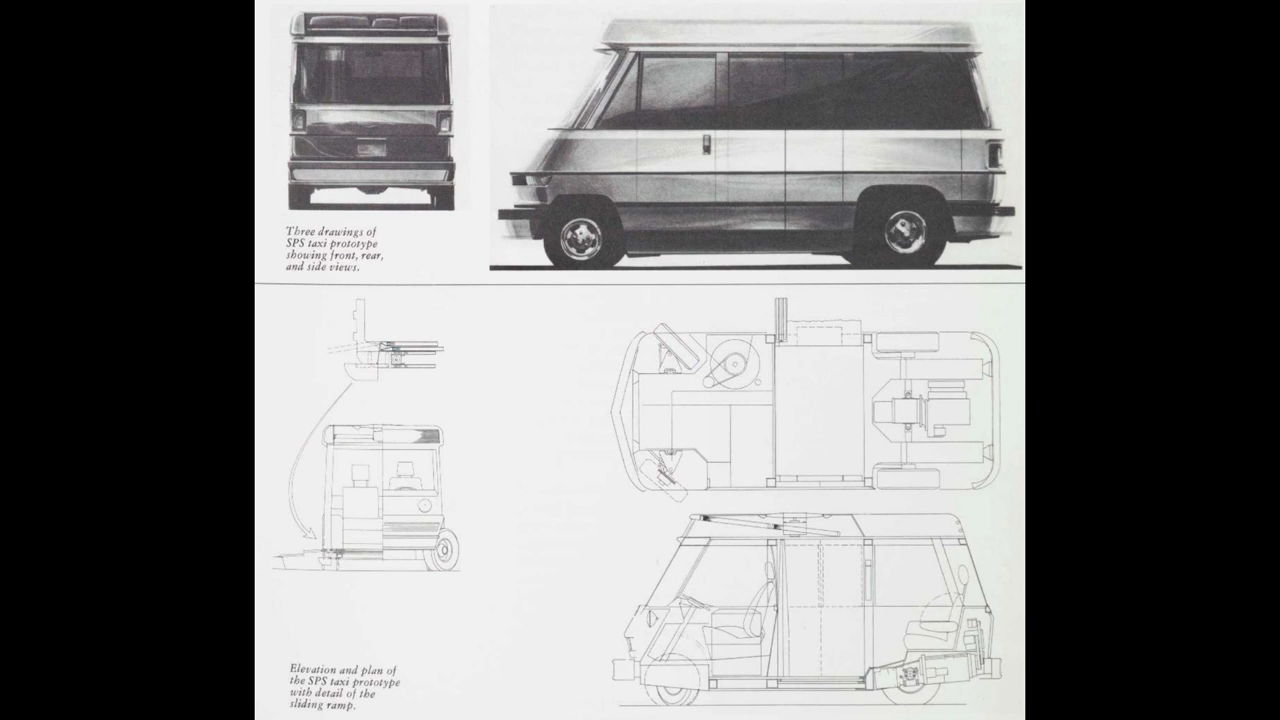 Three drawings of
SPS taxi prototype
showing front, rear,
and side views.
Elevation and plan of
the SPS taxi prototype
with detail of the
sliding ramp.